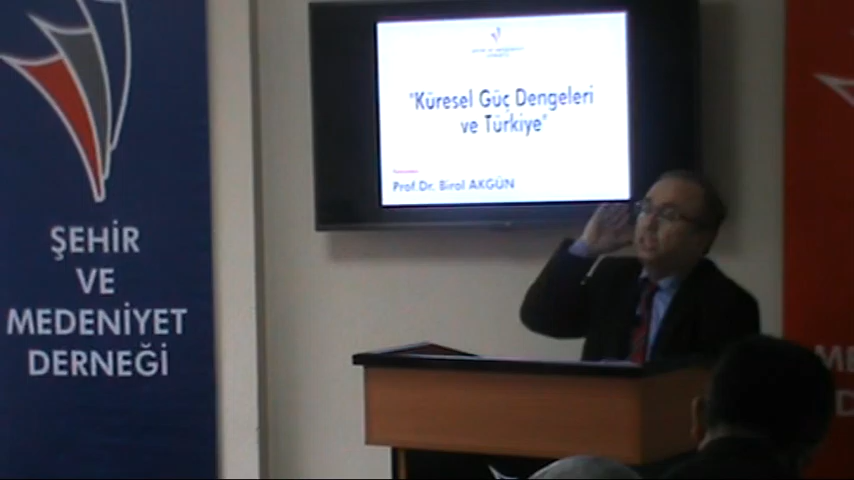 ŞEHİR
VE
MEDENİYET
DERNEĞİ
"Küresel Güç Dengeleri
ve Türkiye"
Prof.Dr. Birol AKGÜN